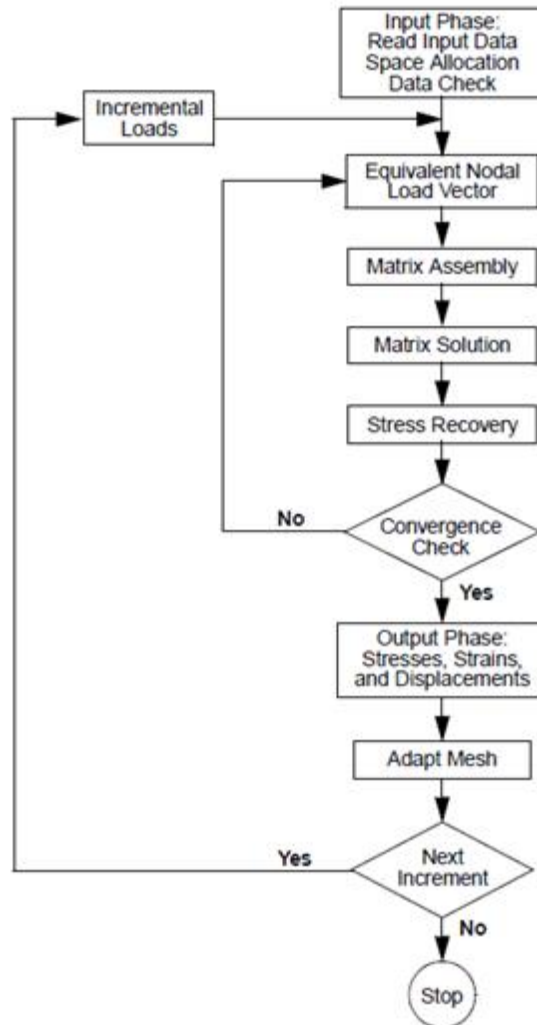 Input Phase:
Read Input Data
Space Allocation
Data Check
Incremental
Loads
Equivalent Nodal
Load Vector
Matrix Assembly
Matrix Solution
Stress Recovery
No
Convergence
Check
Yes
Output Phase:
Stresses, Strains,
and Displacements
Adapt Mesh
Yes
Next
Increment
No
Stop